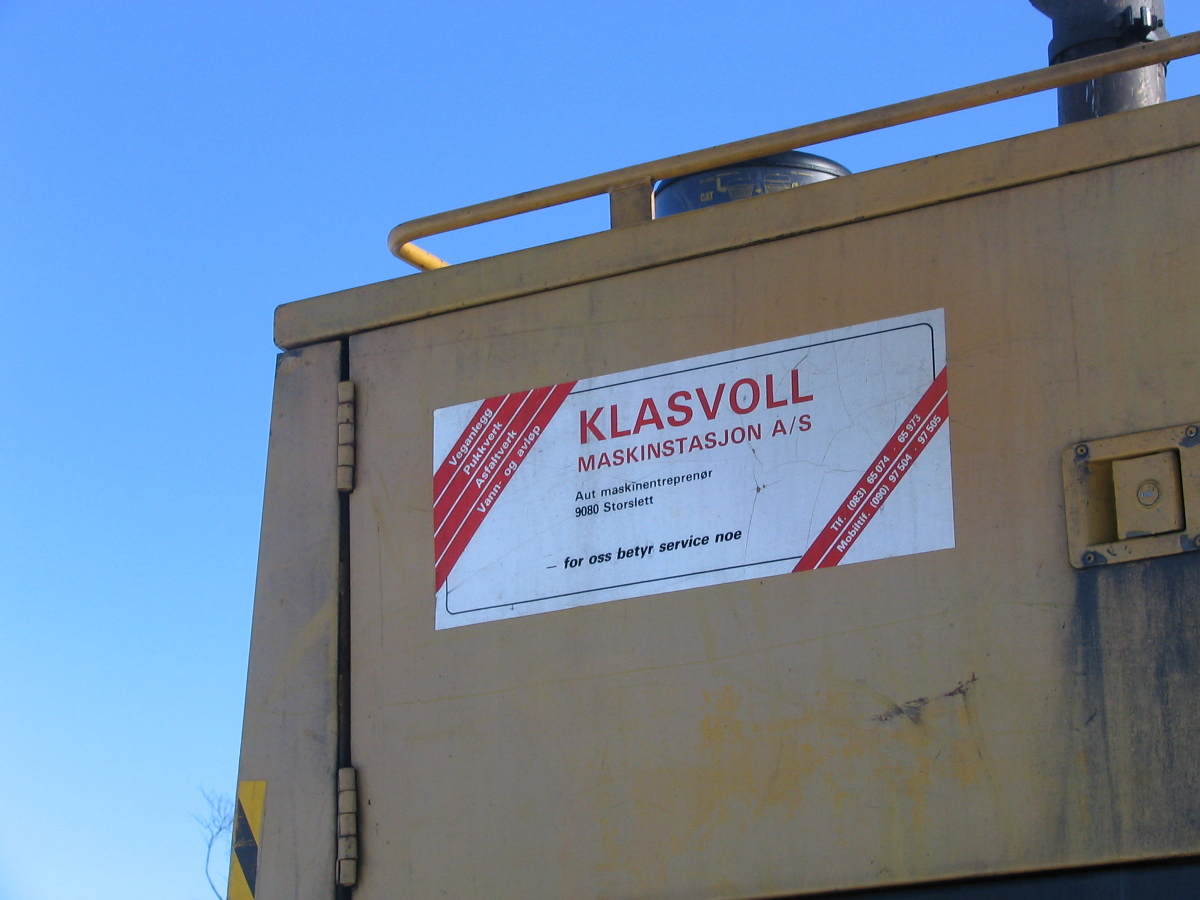 CAT
Veganlegg
Pukkverk
Asfaltverk
Vann- og avløp
KLASVOLL
MASKINSTASJON A/S
Aut maskinentreprenør
9080 Storslett
– for oss betyr service noe
Tlf. (083) 65 074 . 65 973
Mobiltlf. (090) 97 504 . 97 505